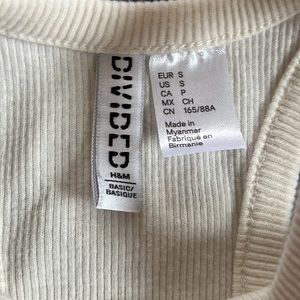 DIVIDED
H&M
BASIC/
BASIQUE
EUR S
US S
CA P
MX CH
CN 165/88A
Made in
Myanmar
Fabriqué en
Birmanie